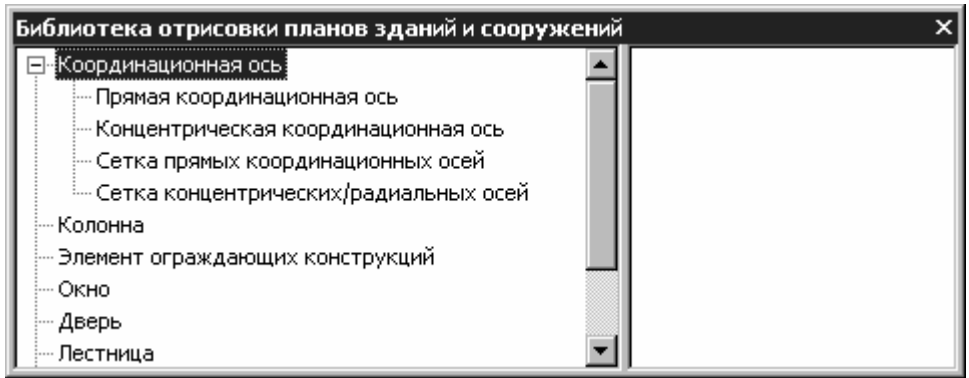 Библиотека отрисовки планов зданий и сооружений
Координационная ось
Прямая координационная ось
Концентрическая координационная ось
Сетка прямых координационных осей
Сетка концентрических/радиальных осей
Колонна
Элемент ограждающих конструкций
Окно
Дверь
Лестница